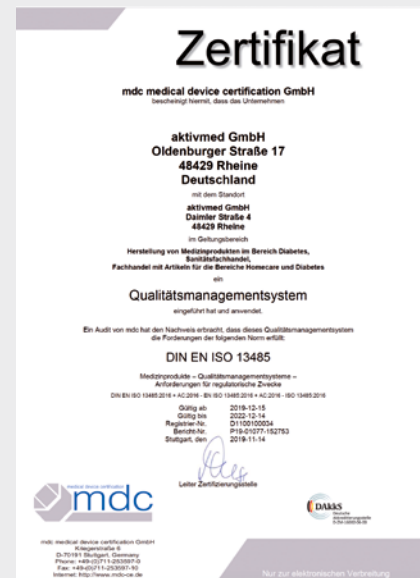 Zertifikat
mdc medical device certification GmbH
bescheinigt hiermit, dass das Unternehmen
aktivmed GmbH
Oldenburger Straße 17
48429 Rheine
Deutschland
mit dem Standort
aktivmed GmbH
Daimler Straße 4
48429 Rheine
im Geltungsbereich
Herstellung von Medizinprodukten im Bereich Diabetes,
Sanitätsfachhandel,
Fachhandel mit Artikeln für die Bereiche Homecare und Diabetes
ein
Qualitätsmanagementsystem
eingeführt hat und anwendet.
Ein Audit von mdc hat den Nachweis erbracht, dass dieses Qualitätsmanagementsystem
die Forderungen der folgenden Norm erfüllt:
DIN EN ISO 13485
Medizinprodukte – Qualitätsmanagementsysteme –
Anforderungen für regulatorische Zwecke
DIN EN ISO 13485:2016 + AC:2016 - EN ISO 13485:2016 + AC:2016 - ISO 13485:2016
Gültig ab 2019-12-15
Gültig bis 2022-12-14
Registrier-Nr. D1100100034
Bericht-Nr. P19-01077-152753
Stuttgart, den 2019-11-14
Leiter Zertifizierungsstelle
medical device certification
mdc
DAkkS
Deutsche
Akkreditierungsstelle
mdc medical device certification GmbH
Kriegerstraße 6
D-70191 Stuttgart, Germany
Phone: +49-(0)711-253597-0
Fax: +49-(0)711-253597-10
Internet: http://www.mdc-ce.de
Nur zur elektronischen Verbreitung